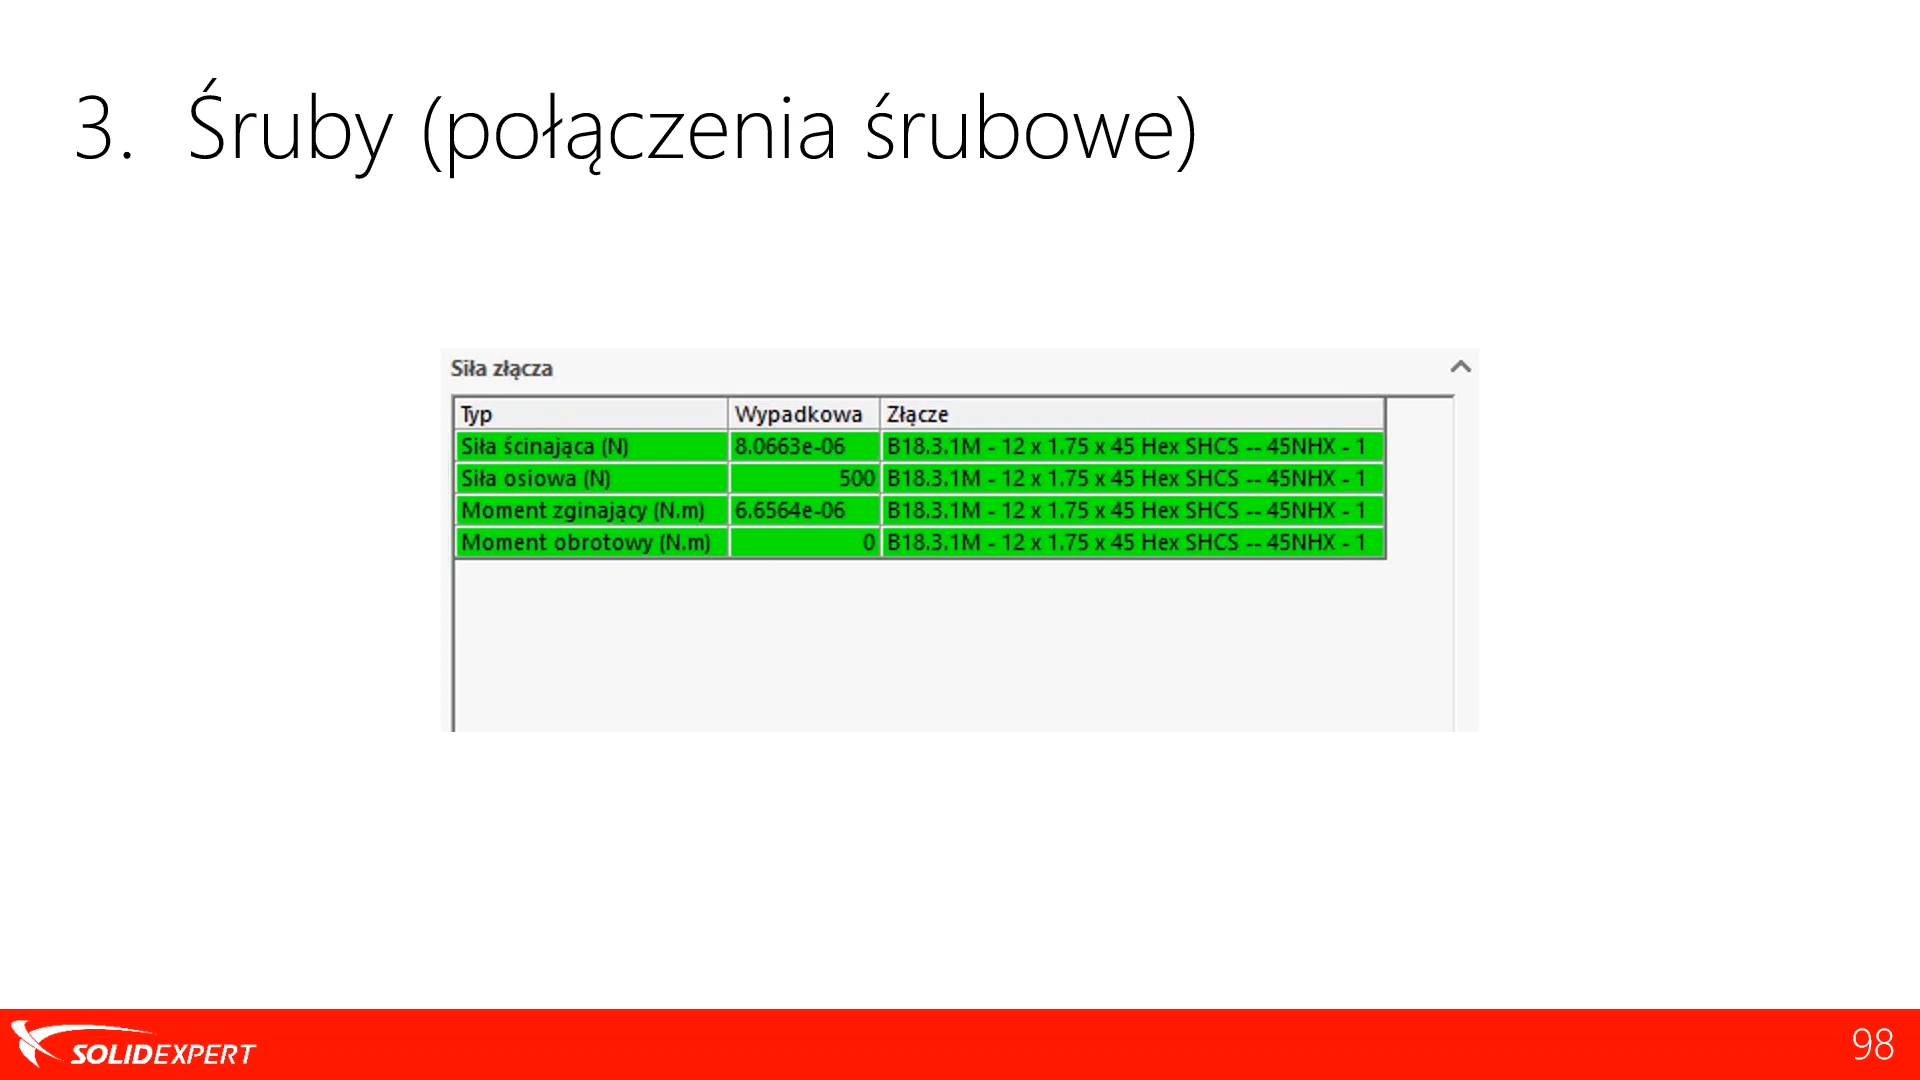 3. Śruby (połączenia śrubowe)
Siła złącza
Typ Wypadkowa Złącze
Siła ścinająca (N) 8.0663e-06 B18.3.1M - 12 x 1.75 x 45 Hex SHCS -- 45NHX - 1
Siła osiowa (N) 500 B18.3.1M - 12 x 1.75 x 45 Hex SHCS -- 45NHX - 1
Moment zginający (N.m) 6.6564e-06 B18.3.1M - 12 x 1.75 x 45 Hex SHCS -- 45NHX - 1
Moment obrotowy (N.m) 0 B18.3.1M - 12 x 1.75 x 45 Hex SHCS -- 45NHX - 1
SOLIDEXPERT
98